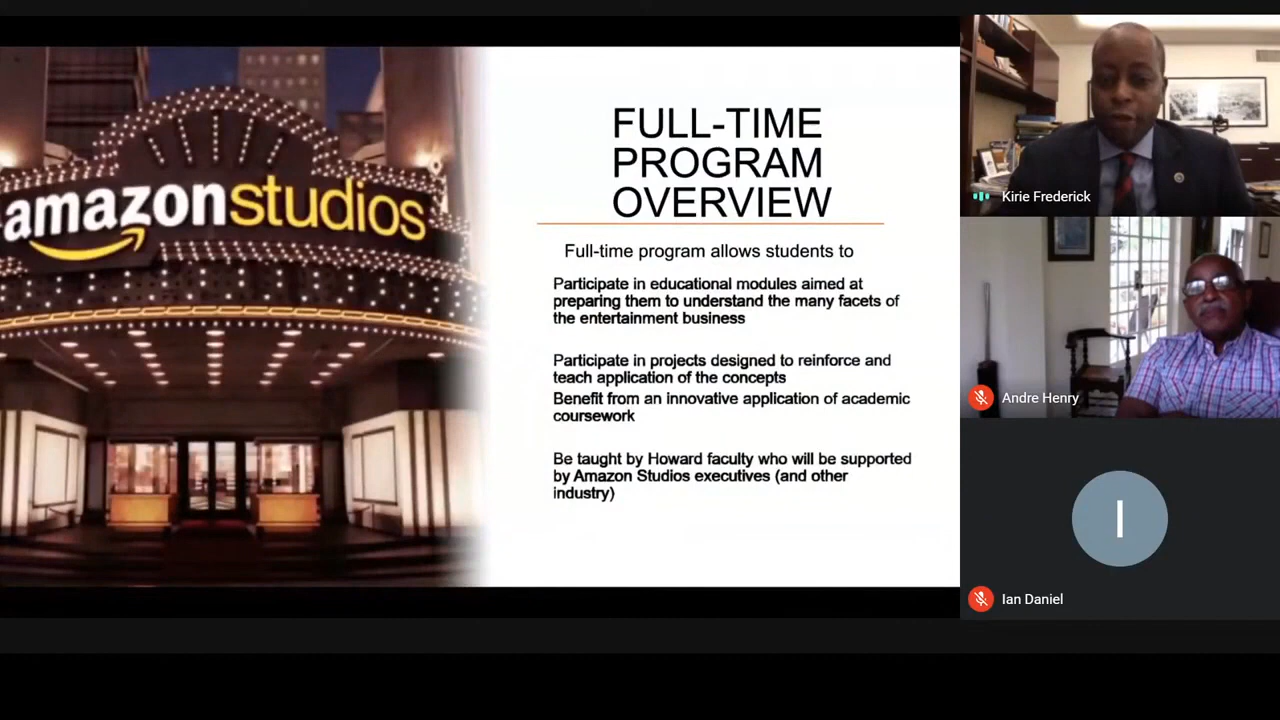 amazonstudios
FULL-TIME
PROGRAM
OVERVIEW
Full-time program allows students to
Participate in educational modules aimed at
preparing them to understand the many facets of
the entertainment business
Participate in projects designed to reinforce and
teach application of the concepts
Benefit from an innovative application of academic
coursework
Be taught by Howard faculty who will be supported
by Amazon Studios executives (and other
industry)
Kirie Frederick
Andre Henry
I
Ian Daniel